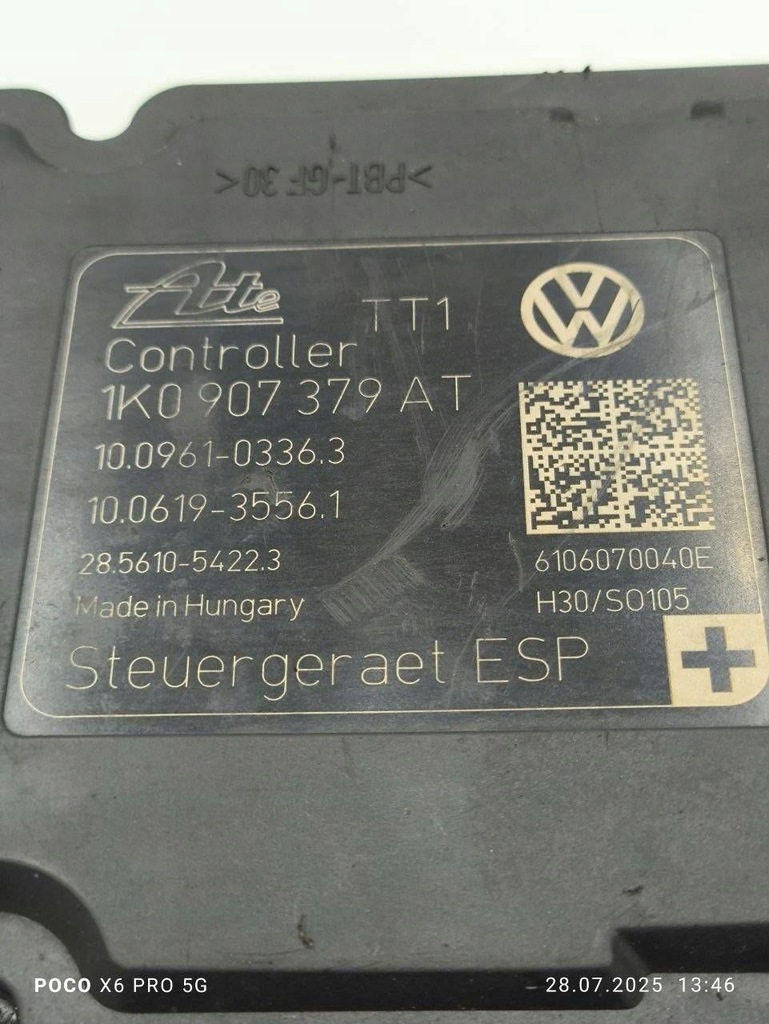 >PBT-GF 30<
Ate TT1
Controller
1K0 907 379 AT
10.0961-0336.3
10.0619-3556.1
28.5610-5422.3 6106070040E
Made in Hungary H30/SO105
Steuergeraet ESP
POCO X6 PRO 5G 28.07.2025 13:46